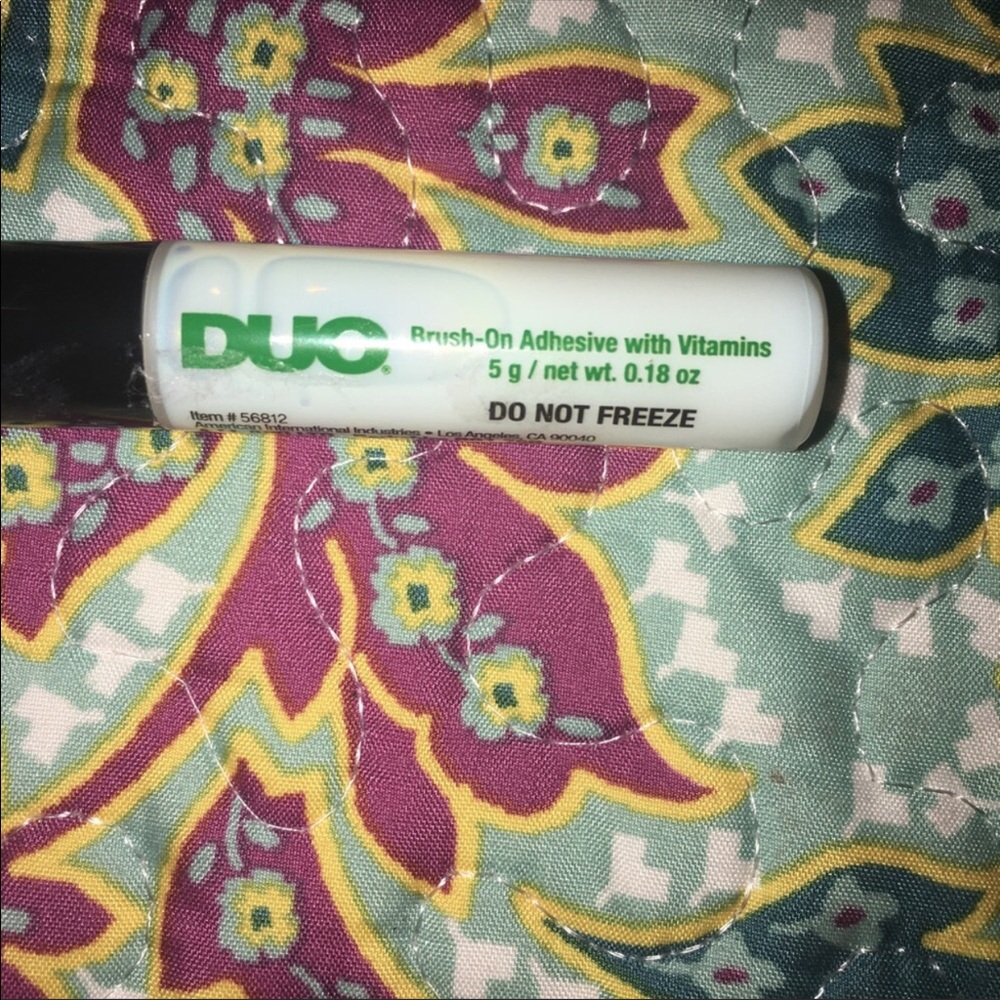 DUO®
Brush-On Adhesive with Vitamins
5 g / net wt. 0.18 oz
DO NOT FREEZE
Item # 56812
American International Industries • Los Angeles, CA 90040